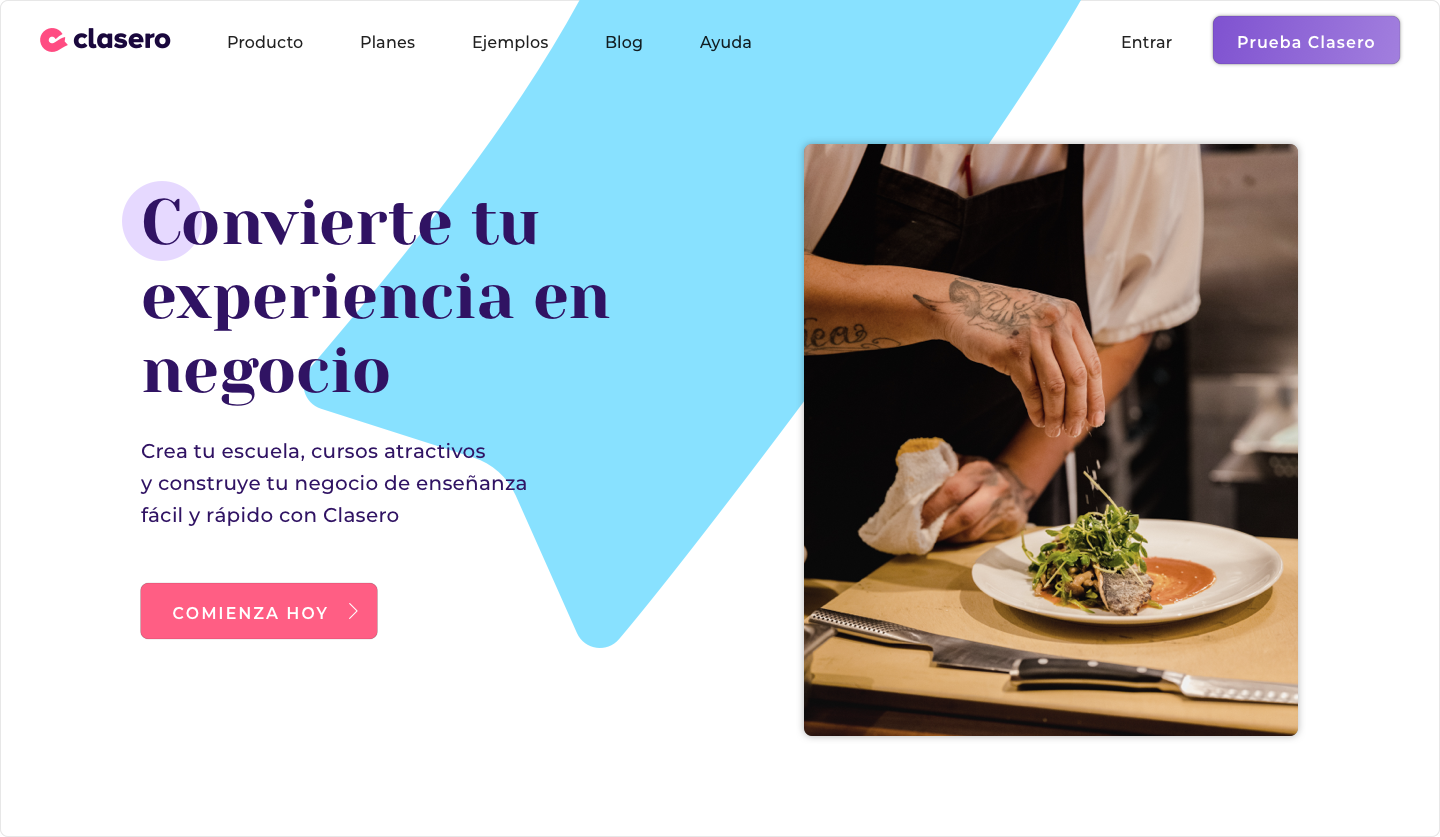 clasero
Producto
Planes
Ejemplos
Blog
Ayuda
Entrar
Prueba Clasero
Convierte tu
experiencia en
negocio
Crea tu escuela, cursos atractivos
y construye tu negocio de enseñanza
fácil y rápido con Clasero
COMIENZA HOY